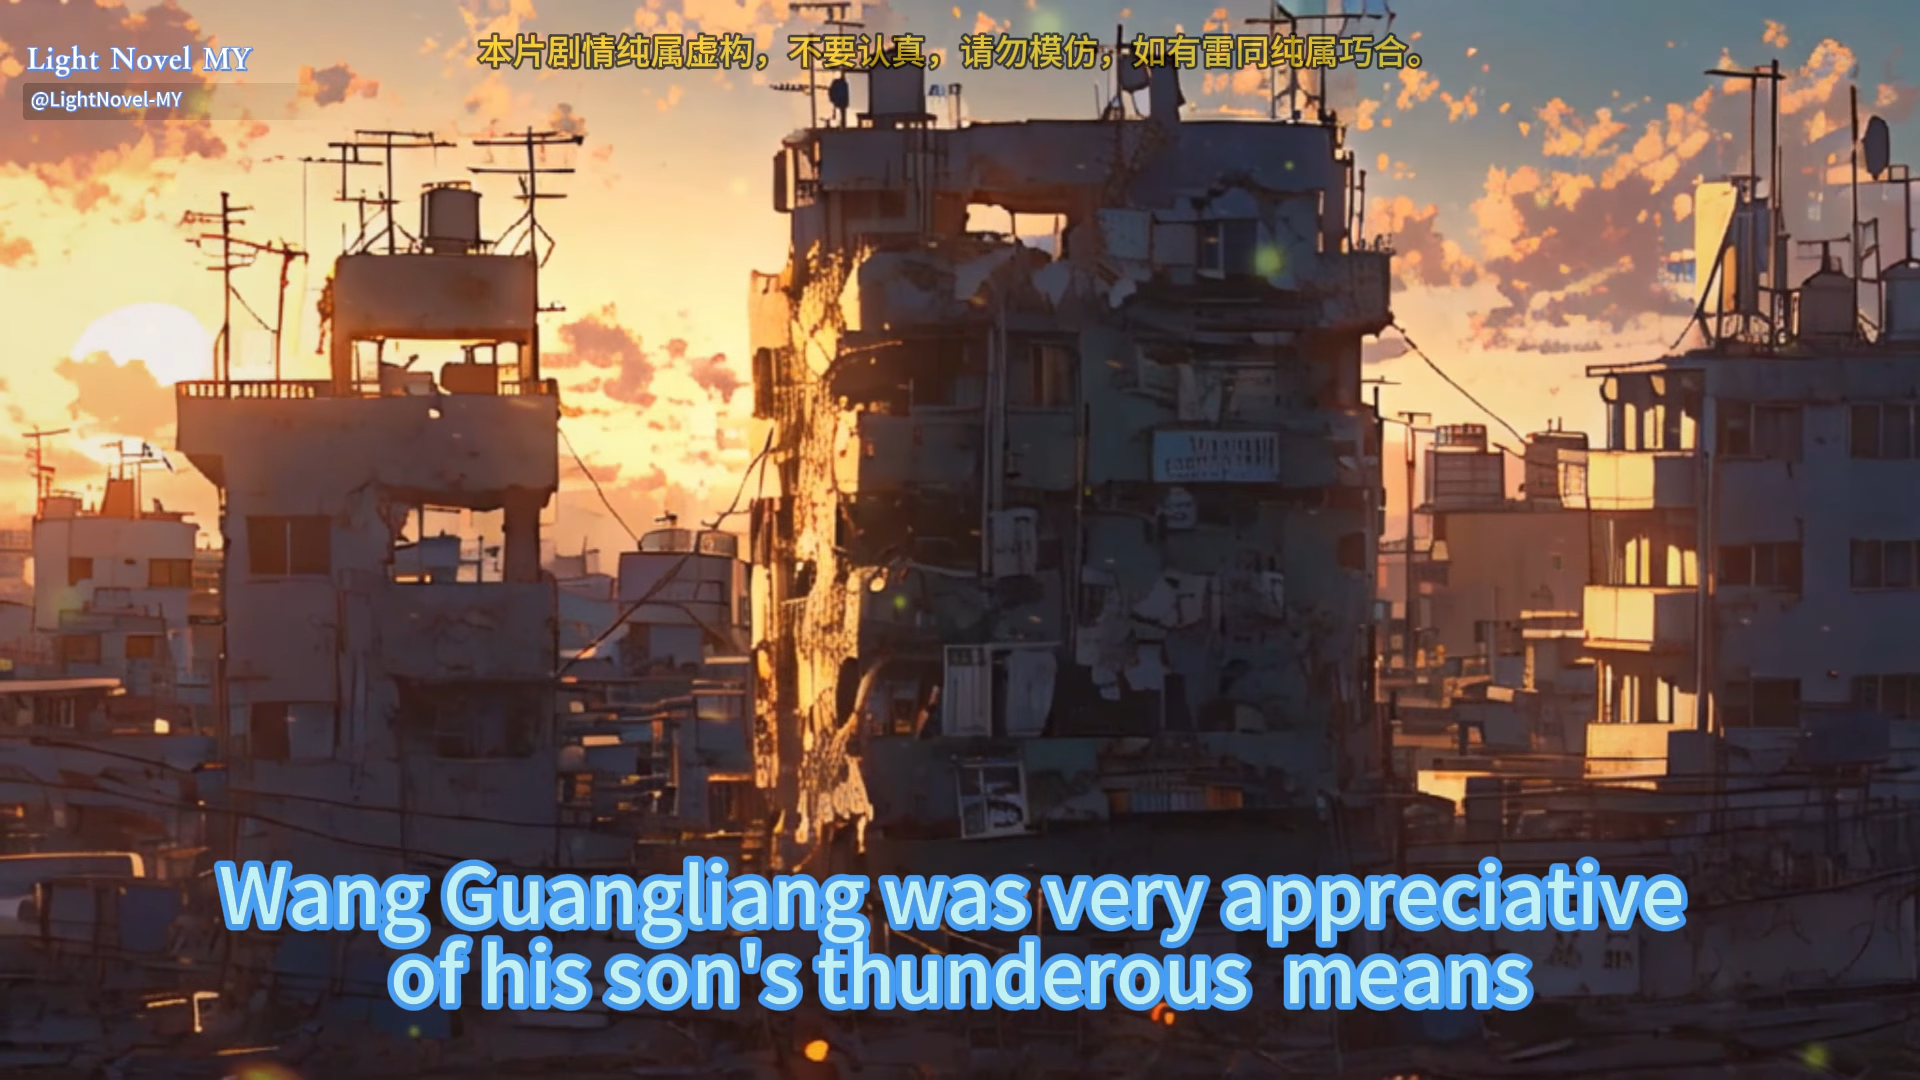 Light Novel MY
@LightNovel-MY
本片剧情纯属虚构，不要认真，请勿模仿，如有雷同纯属巧合。
Wang Guangliang was very appreciative
of his son's thunderous means